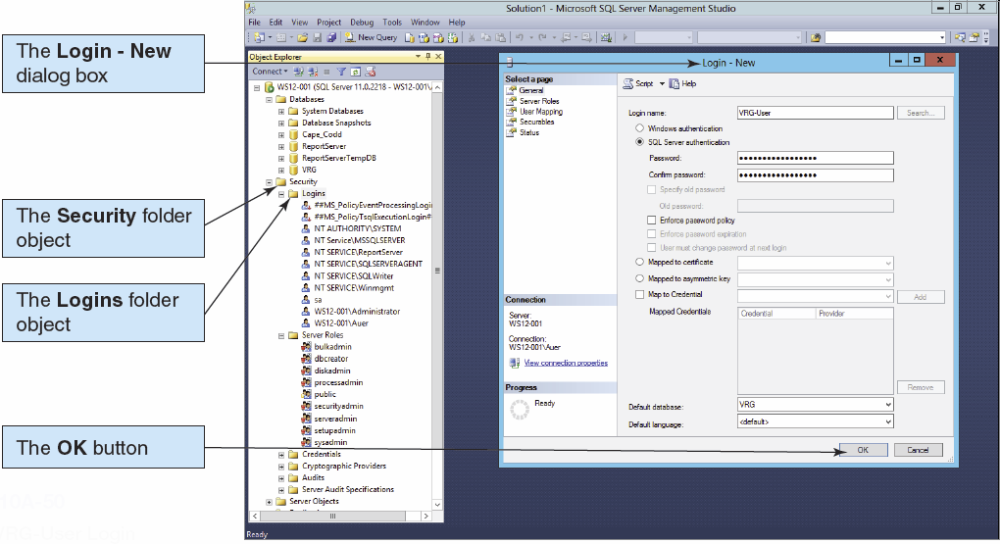 Solution1 - Microsoft SQL Server Management Studio
File Edit View Project Debug Tools Window Help
New Query
The Login - New
dialog box
The Security folder
object
The Logins folder
object
The OK button
Object Explorer
Connect
WS12-001 (SQL Server 11.0.2218 - WS12-001\
Databases
System Databases
Database Snapshots
Cape_Codd
ReportServer
ReportServerTempDB
VRG
Security
Logins
##MS_PolicyEventProcessingLogin
##MS_PolicyTsqlExecutionLogin#
NT AUTHORITY\SYSTEM
NT Service\MSSQLSERVER
NT SERVICE\ReportServer
NT SERVICE\SQLSERVERAGENT
NT SERVICE\SQLWriter
NT SERVICE\Winmgmt
sa
WS12-001\Administrator
WS12-001\Auer
Server Roles
bulkadmin
dbcreator
diskadmin
processadmin
public
securityadmin
serveradmin
setupadmin
sysadmin
Credentials
Cryptographic Providers
Audits
Server Audit Specifications
Server Objects
Ready
Login - New
Select a page
General
Server Roles
User Mapping
Securables
Status
Connection
Server:
WS12-001
Connection:
WS12-001\Auer
View connection properties
Progress
Ready
Script Help
Login name: VRG-User Search...
Windows authentication
SQL Server authentication
Password: •••••••••••••••••
Confirm password: •••••••••••••••••
Specify old password
Old password:
Enforce password policy
Enforce password expiration
User must change password at next login
Mapped to certificate
Mapped to asymmetric key
Map to Credential Add
Mapped Credentials Credential Provider
Remove
Default database: VRG
Default language: <default>
OK Cancel